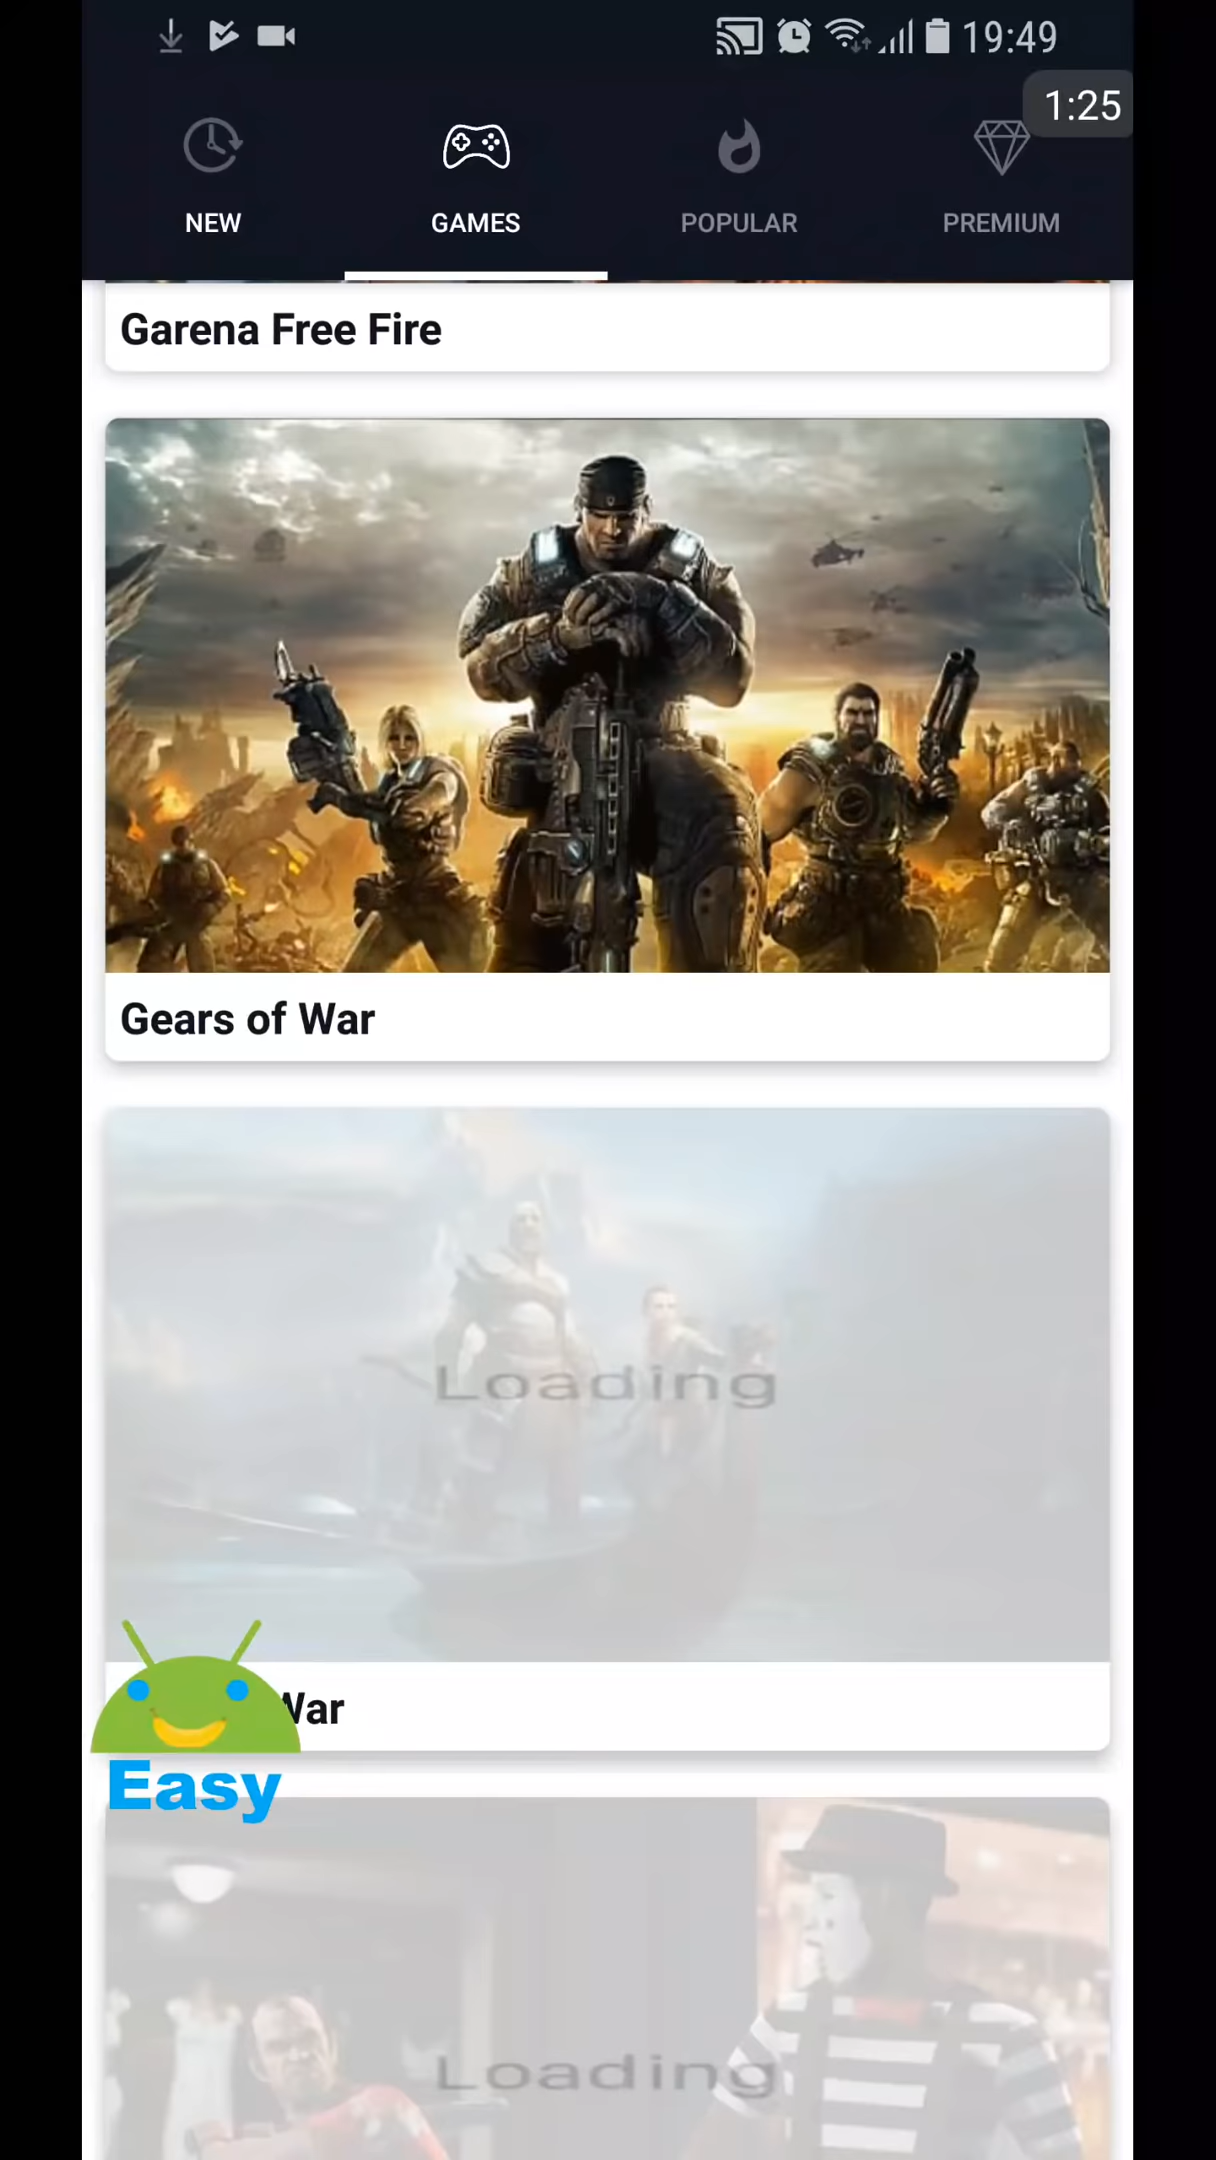 19:49
1:25
NEW
GAMES
POPULAR
PREMIUM
Garena Free Fire
Gears of War
Loading
War
Easy
Loading